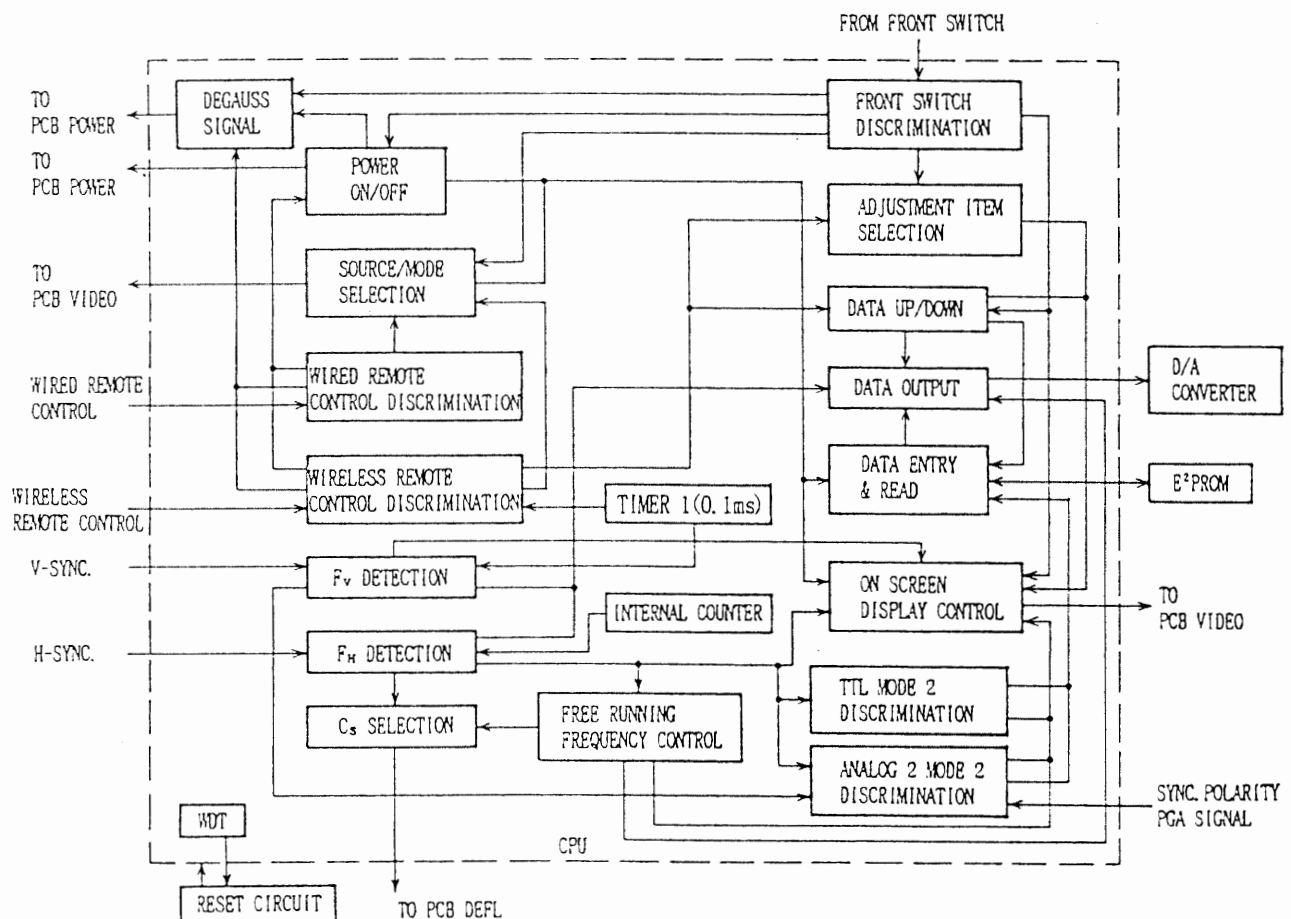 FROM FRONT SWITCH
TO
PCB POWER
DEGAUSS
SIGNAL
FRONT SWITCH
DISCRIMINATION
TO
PCB POWER
POWER
ON/OFF
ADJUSTMENT ITEM
SELECTION
TO
PCB VIDEO
SOURCE/MODE
SELECTION
DATA UP/DOWN
WIRED REMOTE
CONTROL
WIRED REMOTE
CONTROL DISCRIMINATION
DATA OUTPUT
D/A
CONVERTER
WIRELESS
REMOTE CONTROL
WIRELESS REMOTE
CONTROL DISCRIMINATION
TIMER 1(0.1ms)
DATA ENTRY
& READ
E²PROM
V-SYNC.
Fv DETECTION
ON SCREEN
DISPLAY CONTROL
TO
PCB VIDEO
INTERNAL COUNTER
H-SYNC.
FH DETECTION
TTL MODE 2
DISCRIMINATION
Cs SELECTION
FREE RUNNING
FREQUENCY CONTROL
ANALOG 2 MODE 2
DISCRIMINATION
SYNC.POLARITY
PGA SIGNAL
WDT
CPU
RESET CIRCUIT
TO PCB DEFL